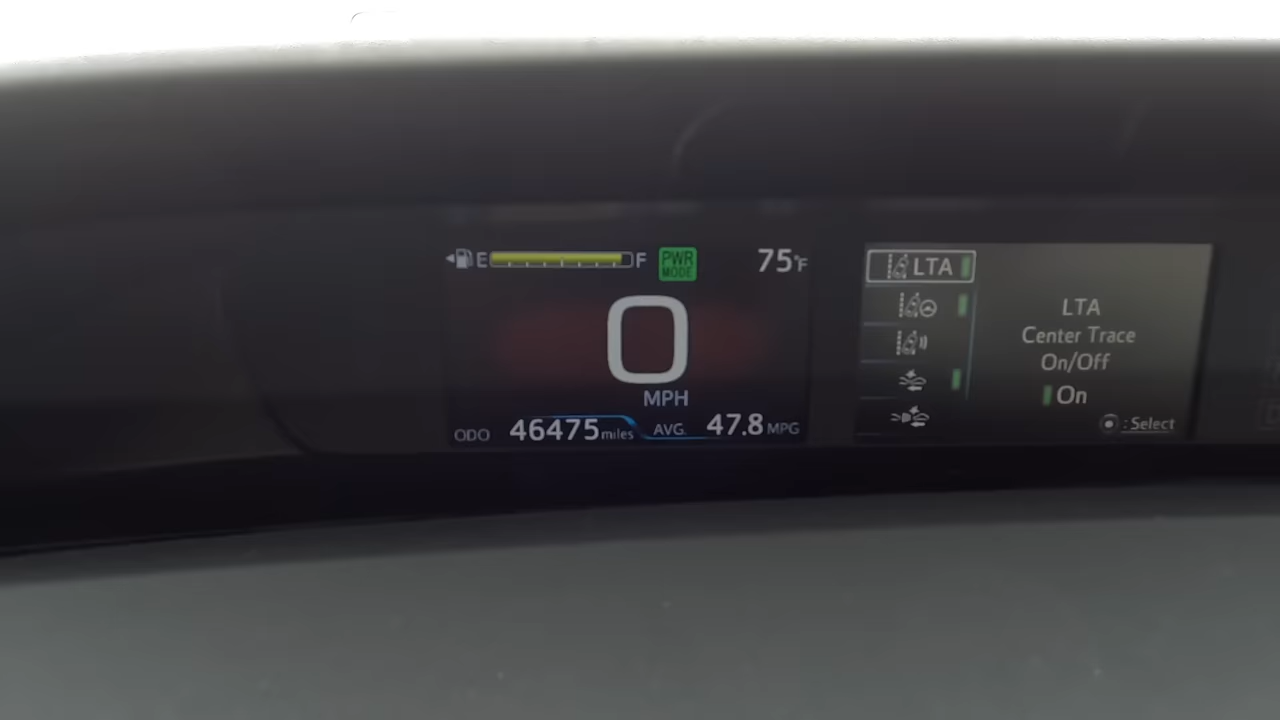 E F PWR MODE 75°F
0
MPH
ODO 46475 miles AVG. 47.8 MPG
LTA
LTA
Center Trace
On/Off
On
: Select